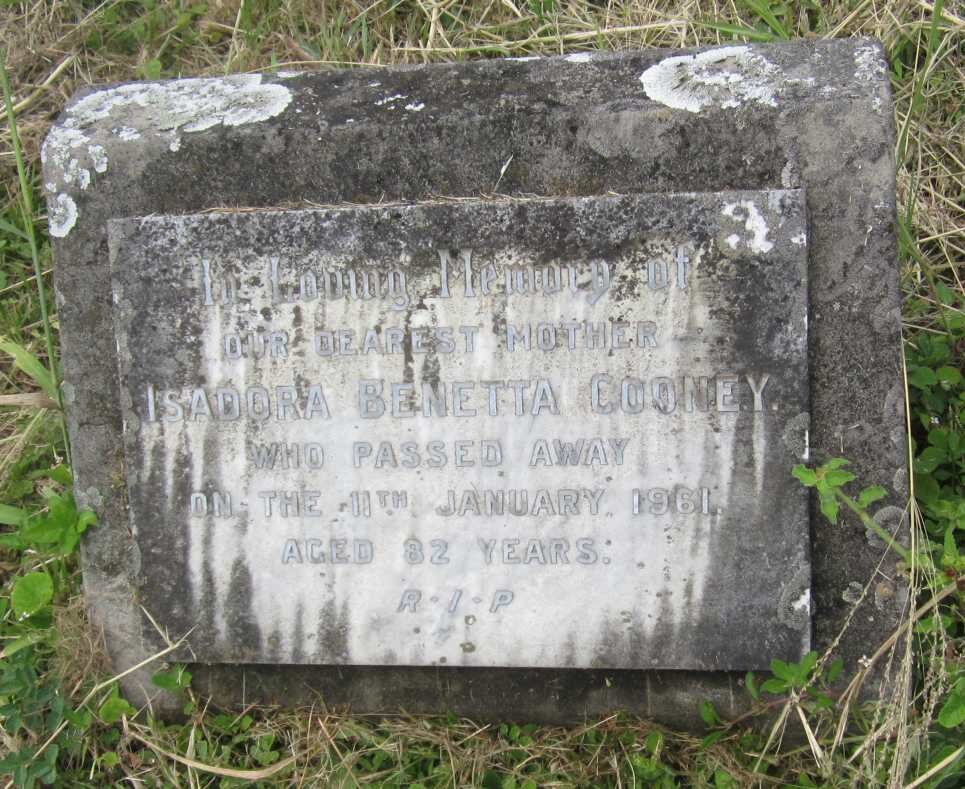 In Loving Memory of
OUR DEAREST MOTHER
ISADORA BENETTA COONEY
WHO PASSED AWAY
ON THE 11TH JANUARY 1961.
AGED 82 YEARS.
R·I·P